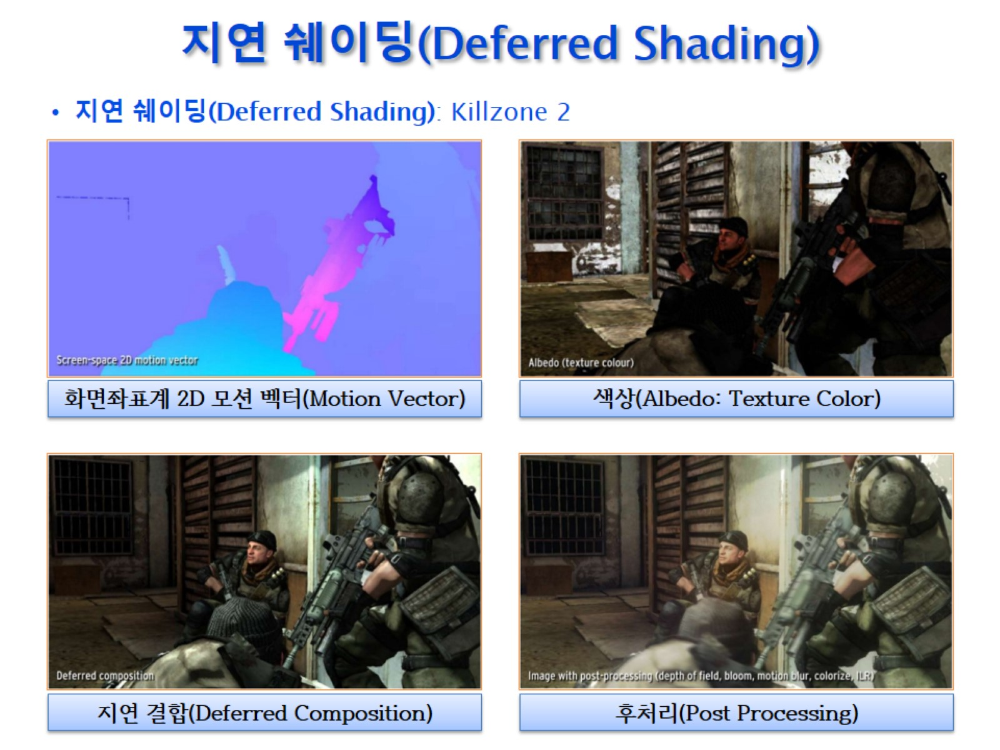 지연 쉐이딩(Deferred Shading)
• 지연 쉐이딩(Deferred Shading): Killzone 2
Screen-space 2D motion vector
Albedo (texture colour)
화면좌표계 2D 모션 벡터(Motion Vector)
색상(Albedo: Texture Color)
Deferred composition
Image with post-processing (depth of field, bloom, motion blur, colorize, ILR)
지연 결합(Deferred Composition)
후처리(Post Processing)